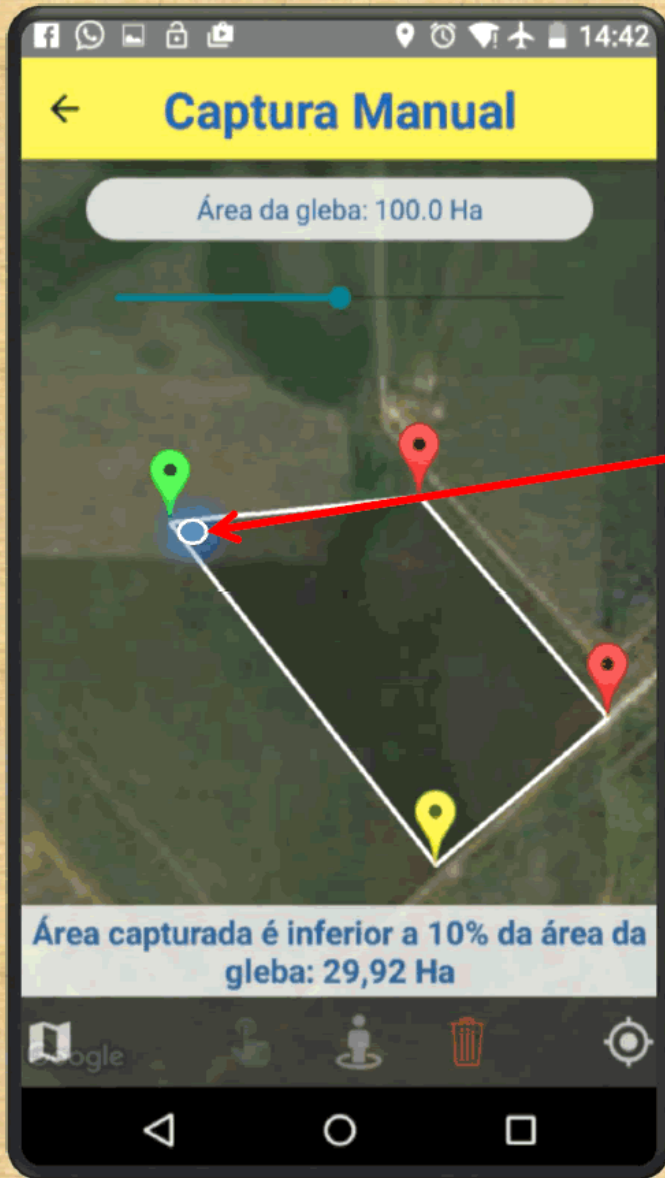 14:42
Captura Manual
Área da gleba: 100.0 Ha
Área capturada é inferior a 10% da área da
gleba: 29,92 Ha
Google